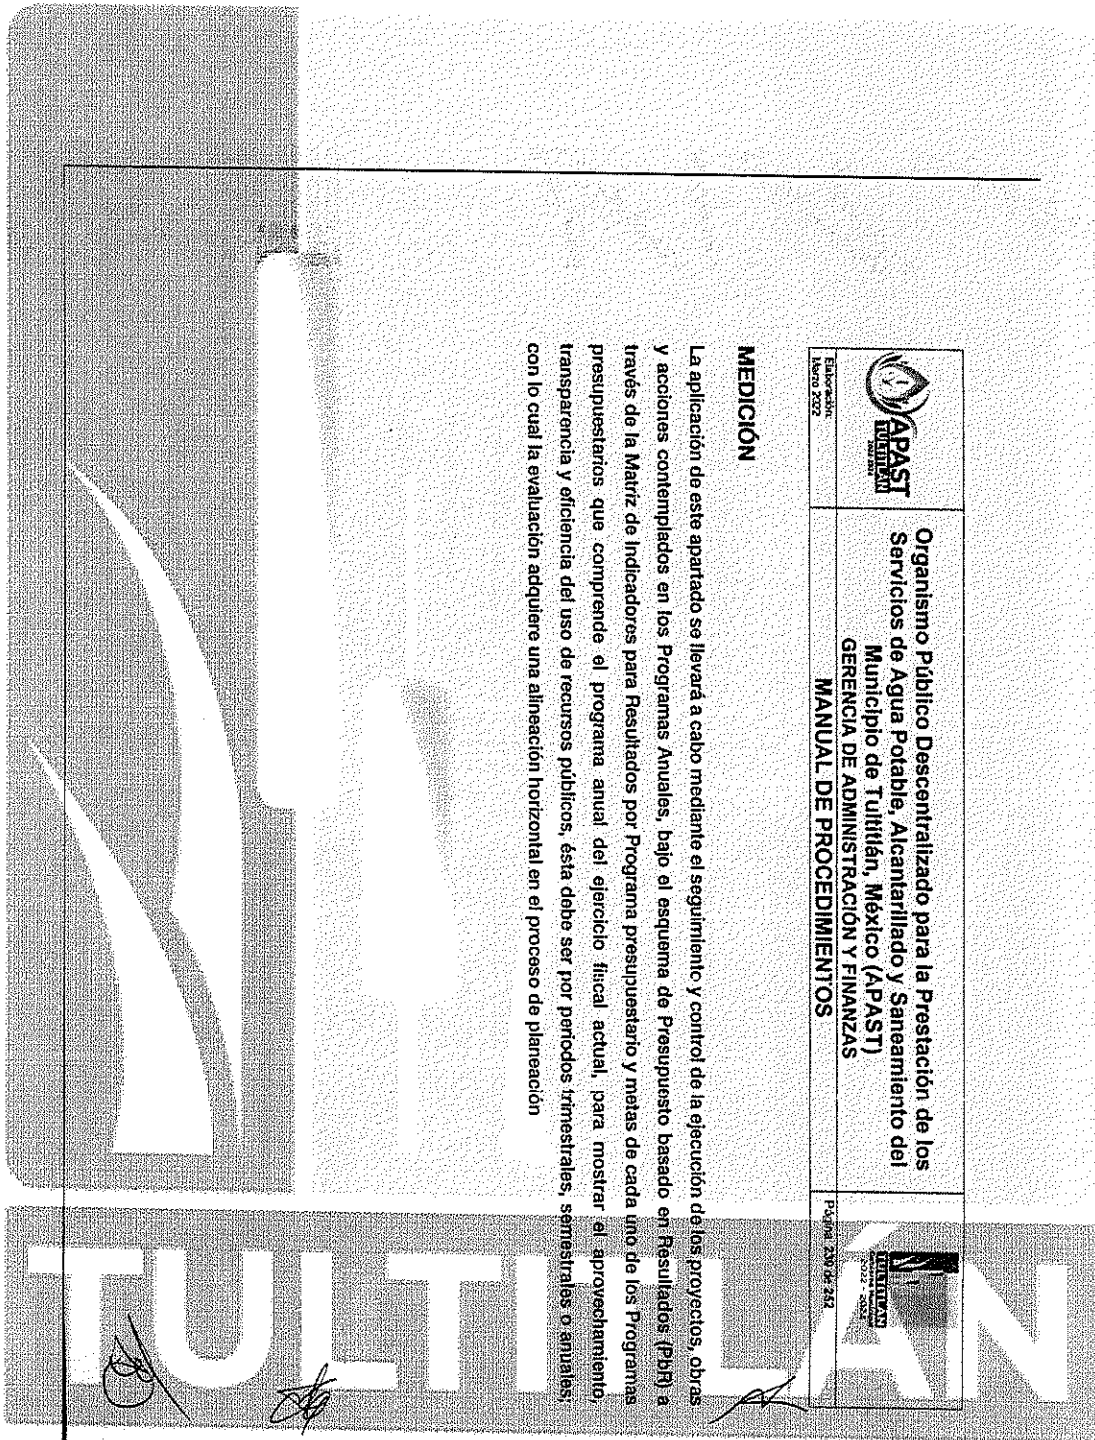 APAST
TULTITLÁN
Elaboración:
Marzo 2022
Organismo Público Descentralizado para la Prestación de los
Servicios de Agua Potable, Alcantarillado y Saneamiento del
Municipio de Tultitlán, México (APAST)
GERENCIA DE ADMINISTRACIÓN Y FINANZAS
MANUAL DE PROCEDIMIENTOS
TULTITLÁN
Página 230 de 242
MEDICIÓN
La aplicación de este apartado se llevará a cabo mediante el seguimiento y control de la ejecución de los proyectos, obras
y acciones contemplados en los Programas Anuales, bajo el esquema de Presupuesto basado en Resultados (PbR) a
través de la Matriz de Indicadores para Resultados por Programa presupuestario y metas de cada uno de los Programas
presupuestarios que comprende el programa anual del ejercicio fiscal actual, para mostrar el aprovechamiento,
transparencia y eficiencia del uso de recursos públicos, ésta debe ser por periodos trimestrales, semestrales o anuales;
con lo cual la evaluación adquiere una alineación horizontal en el proceso de planeación
TULTITLÁN